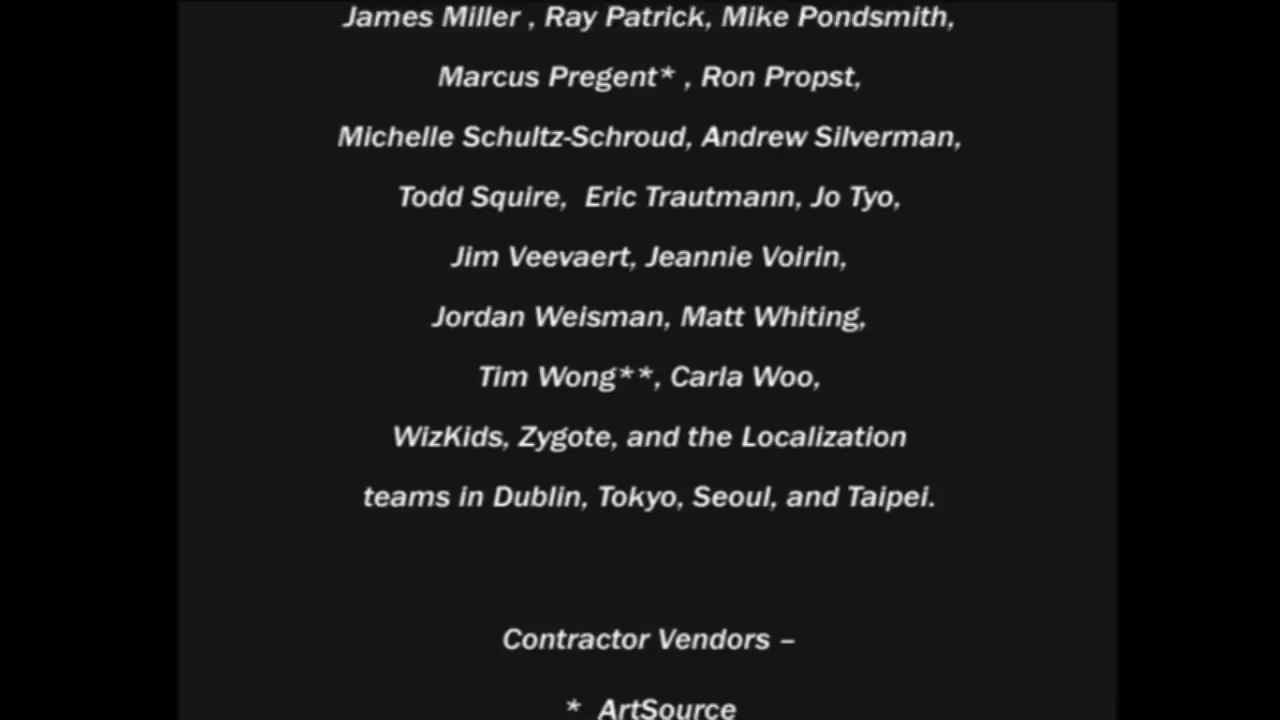 James Miller , Ray Patrick, Mike Pondsmith,
Marcus Pregent* , Ron Propst,
Michelle Schultz-Schroud, Andrew Silverman,
Todd Squire,  Eric Trautmann, Jo Tyo,
Jim Veevaert, Jeannie Voirin,
Jordan Weisman, Matt Whiting,
Tim Wong**, Carla Woo,
WizKids, Zygote, and the Localization
teams in Dublin, Tokyo, Seoul, and Taipei.
Contractor Vendors –
*  ArtSource